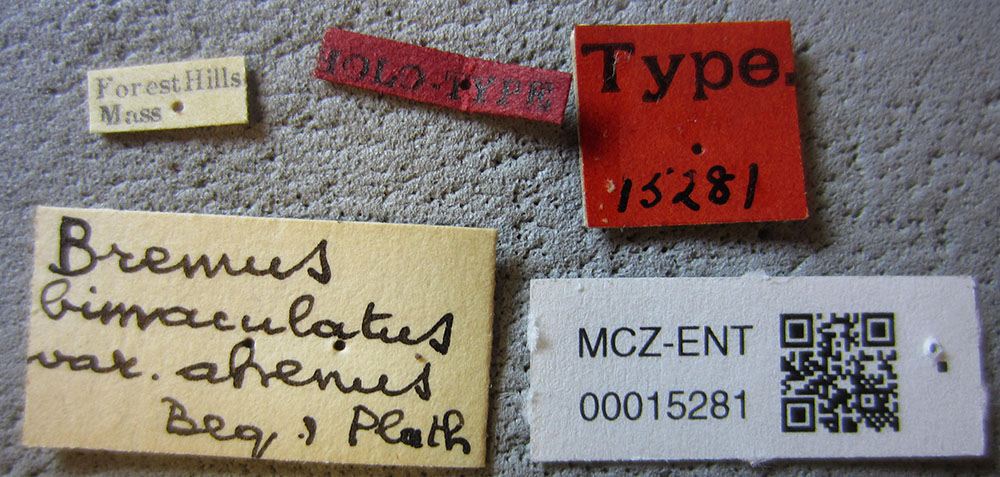 Forest Hills
Mass
HOLO-TYPE
Type.
15281
Bremus
bimaculatus
var. ahenus
Beq., Plath
MCZ-ENT
00015281